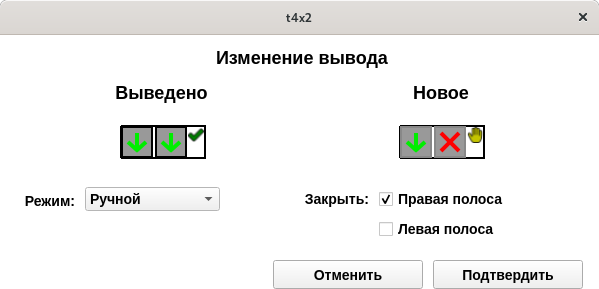 t4x2
Изменение вывода
Выведено
Новое
Режим: Ручной
Закрыть: Правая полоса
Левая полоса
Отменить
Подтвердить